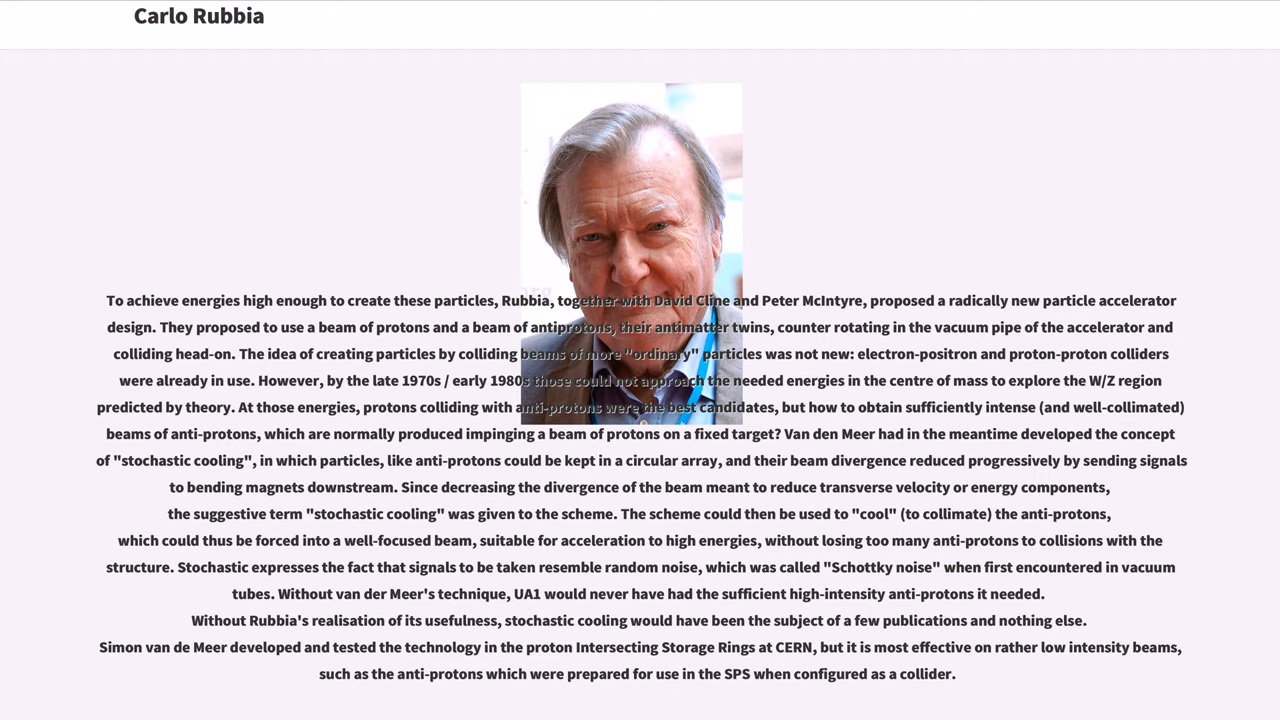 Carlo Rubbia
To achieve energies high enough to create these particles, Rubbia, together with David Cline and Peter McIntyre, proposed a radically new particle accelerator
design. They proposed to use a beam of protons and a beam of antiprotons, their antimatter twins, counter rotating in the vacuum pipe of the accelerator and
colliding head-on. The idea of creating particles by colliding beams of more "ordinary" particles was not new: electron-positron and proton-proton colliders
were already in use. However, by the late 1970s / early 1980s those could not approach the needed energies in the centre of mass to explore the W/Z region
predicted by theory. At those energies, protons colliding with anti-protons were the best candidates, but how to obtain sufficiently intense (and well-collimated)
beams of anti-protons, which are normally produced impinging a beam of protons on a fixed target? Van den Meer had in the meantime developed the concept
of "stochastic cooling", in which particles, like anti-protons could be kept in a circular array, and their beam divergence reduced progressively by sending signals
to bending magnets downstream. Since decreasing the divergence of the beam meant to reduce transverse velocity or energy components,
the suggestive term "stochastic cooling" was given to the scheme. The scheme could then be used to "cool" (to collimate) the anti-protons,
which could thus be forced into a well-focused beam, suitable for acceleration to high energies, without losing too many anti-protons to collisions with the
structure. Stochastic expresses the fact that signals to be taken resemble random noise, which was called "Schottky noise" when first encountered in vacuum
tubes. Without van der Meer's technique, UA1 would never have had the sufficient high-intensity anti-protons it needed.
Without Rubbia's realisation of its usefulness, stochastic cooling would have been the subject of a few publications and nothing else.
Simon van de Meer developed and tested the technology in the proton Intersecting Storage Rings at CERN, but it is most effective on rather low intensity beams,
such as the anti-protons which were prepared for use in the SPS when configured as a collider.